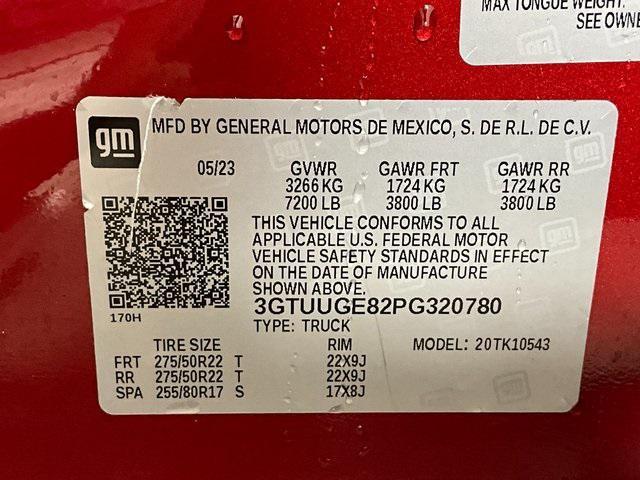 MAX TONGUE WEIGHT:
SEE OWNE
gm
MFD BY GENERAL MOTORS DE MEXICO, S. DE R.L. DE C.V.
05/23 GVWR GAWR FRT GAWR RR
3266 KG 1724 KG 1724 KG
7200 LB 3800 LB 3800 LB
THIS VEHICLE CONFORMS TO ALL
APPLICABLE U.S. FEDERAL MOTOR
VEHICLE SAFETY STANDARDS IN EFFECT
ON THE DATE OF MANUFACTURE
SHOWN ABOVE.
3GTUUGE82PG320780
170H
TYPE: TRUCK
TIRE SIZE RIM MODEL: 20TK10543
FRT 275/50R22 T 22X9J
RR 275/50R22 T 22X9J
SPA 255/80R17 S 17X8J